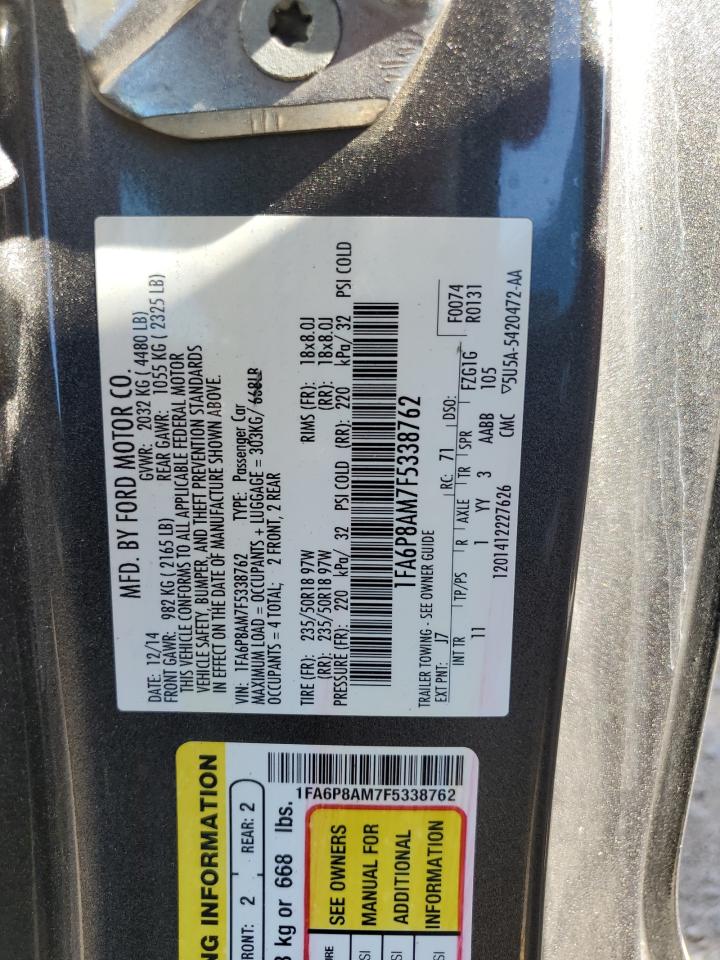 MFD. BY FORD MOTOR CO.
DATE: 12/14 GVWR: 2032 KG ( 4480 LB)
FRONT GAWR: 982 KG ( 2165 LB) REAR GAWR: 1055 KG ( 2325 LB)
THIS VEHICLE CONFORMS TO ALL APPLICABLE FEDERAL MOTOR
VEHICLE SAFETY, BUMPER, AND THEFT PREVENTION STANDARDS
IN EFFECT ON THE DATE OF MANUFACTURE SHOWN ABOVE.
VIN: 1FA6P8AM7F5338762 TYPE: Passenger Car
MAXIMUM LOAD = OCCUPANTS + LUGGAGE = 303KG/ 668LB
OCCUPANTS = 4 TOTAL; 2 FRONT, 2 REAR
TIRE (FR): 235/50R18 97W RIMS (FR): 18x8.0J
(RR): 235/50R18 97W (RR): 18x8.0J
PRESSURE (FR): 220 kPa/ 32 PSI COLD (RR): 220 kPa/ 32 PSI COLD
1FA6P8AM7F5338762
TRAILER TOWING - SEE OWNER GUIDE
EXT PNT: J7 RC: 71 DSO: F0074
INT TR TP/PS R AXLE TR SPR FZG1G R0131
11 1 YY 3 AABB 105
1201412227626 CMC ▽5U5A-5420472-AA
NG INFORMATION
FRONT: 2 REAR: 2
3 kg or 668 lbs.
1FA6P8AM7F5338762
SEE OWNERS
MANUAL FOR
ADDITIONAL
INFORMATION
URE
SI
SI
SI